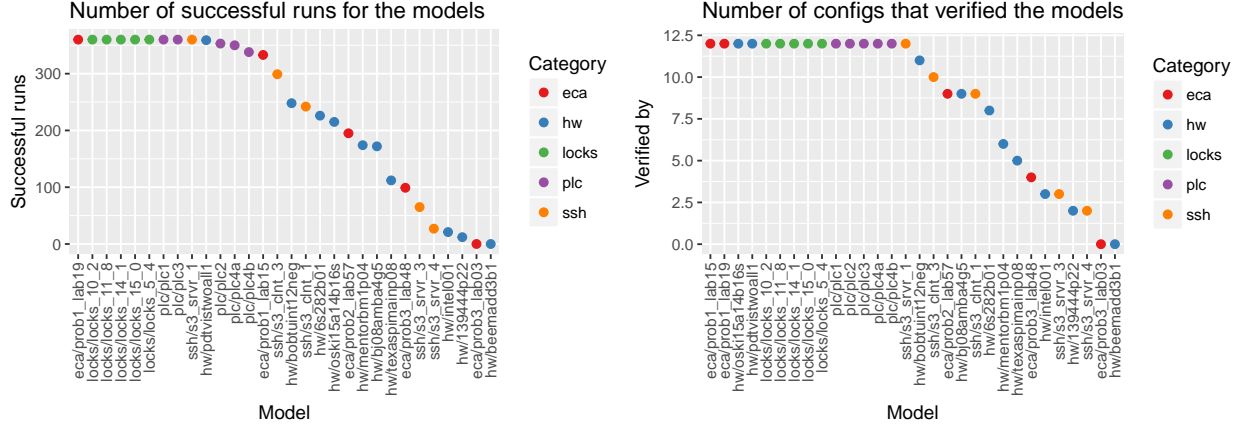 Number of successful runs for the models
Successful runs
300
200
100
0
eca/prob1_lab19
locks/locks_10_2
locks/locks_11_8
locks/locks_14_1
locks/locks_15_0
locks/locks_5_4
plc/plc1
plc/plc3
ssh/s3_srvr_1
hw/pdtvistwoall1
plc/plc2
plc/plc4a
plc/plc4b
eca/prob1_lab15
ssh/s3_clnt_3
hw/bobtuint12neg
ssh/s3_clnt_1
hw/6s282b01
hw/oski15a14b16s
eca/prob2_lab57
hw/mentorbm1p04
hw/bj08amba4g5
hw/texaspimainp08
eca/prob3_lab48
ssh/s3_srvr_3
ssh/s3_srvr_4
hw/intel001
hw/139444p22
eca/prob3_lab03
hw/beemadd3b1
Model
Category
eca
hw
locks
plc
ssh
Number of configs that verified the models
Verified by
12.5
10.0
7.5
5.0
2.5
0.0
eca/prob1_lab15
eca/prob1_lab19
hw/oski15a14b16s
hw/pdtvistwoall1
locks/locks_10_2
locks/locks_11_8
locks/locks_14_1
locks/locks_15_0
locks/locks_5_4
plc/plc1
plc/plc2
plc/plc3
plc/plc4a
plc/plc4b
ssh/s3_srvr_1
hw/bobtuint12neg
ssh/s3_clnt_3
eca/prob2_lab57
hw/bj08amba4g5
ssh/s3_clnt_1
hw/6s282b01
hw/mentorbm1p04
hw/texaspimainp08
eca/prob3_lab48
hw/intel001
ssh/s3_srvr_3
hw/139444p22
ssh/s3_srvr_4
eca/prob3_lab03
hw/beemadd3b1
Model
Category
eca
hw
locks
plc
ssh